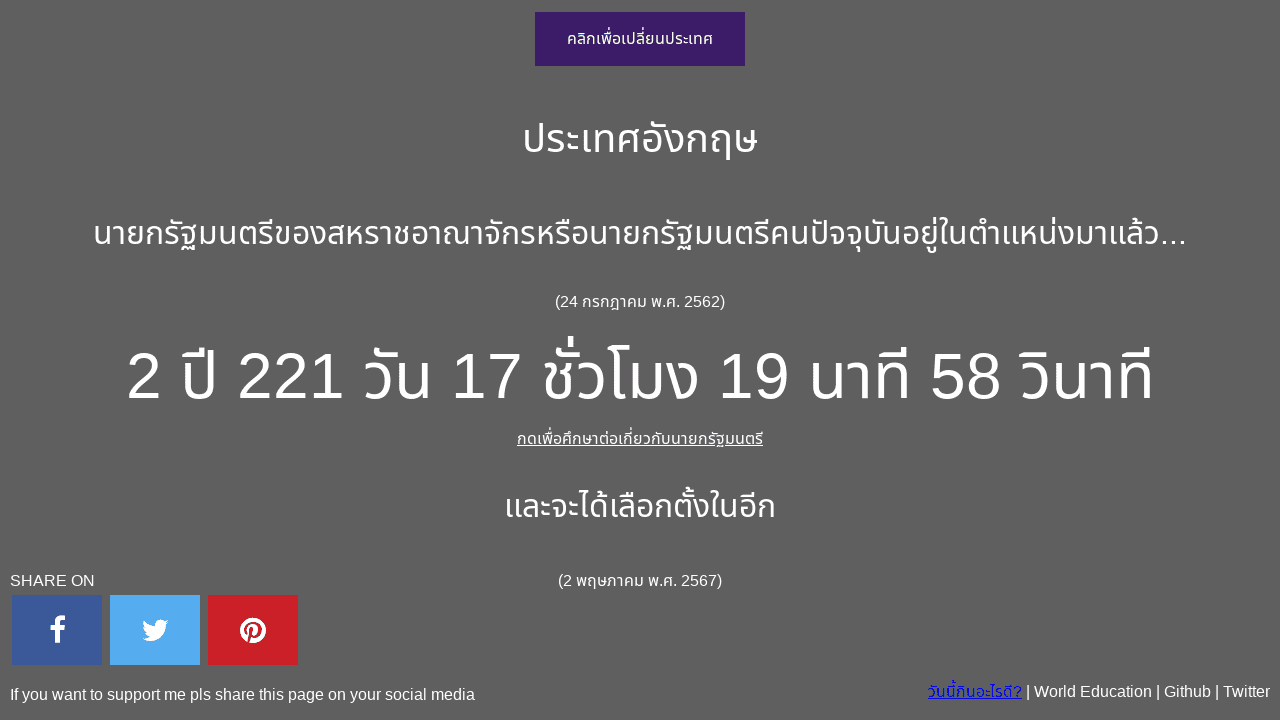 คลิกเพื่อเปลี่ยนประเทศ
ประเทศอังกฤษ
นายกรัฐมนตรีของสหราชอาณาจักรหรือนายกรัฐมนตรีคนปัจจุบันอยู่ในตำแหน่งมาแล้ว...
(24 กรกฎาคม พ.ศ. 2562)
2 ปี 221 วัน 17 ชั่วโมง 19 นาที 58 วินาที
กดเพื่อศึกษาต่อเกี่ยวกับนายกรัฐมนตรี
และจะได้เลือกตั้งในอีก
(2 พฤษภาคม พ.ศ. 2567)
SHARE ON
If you want to support me pls share this page on your social media
วันนี้กินอะไรดี? | World Education | Github | Twitter